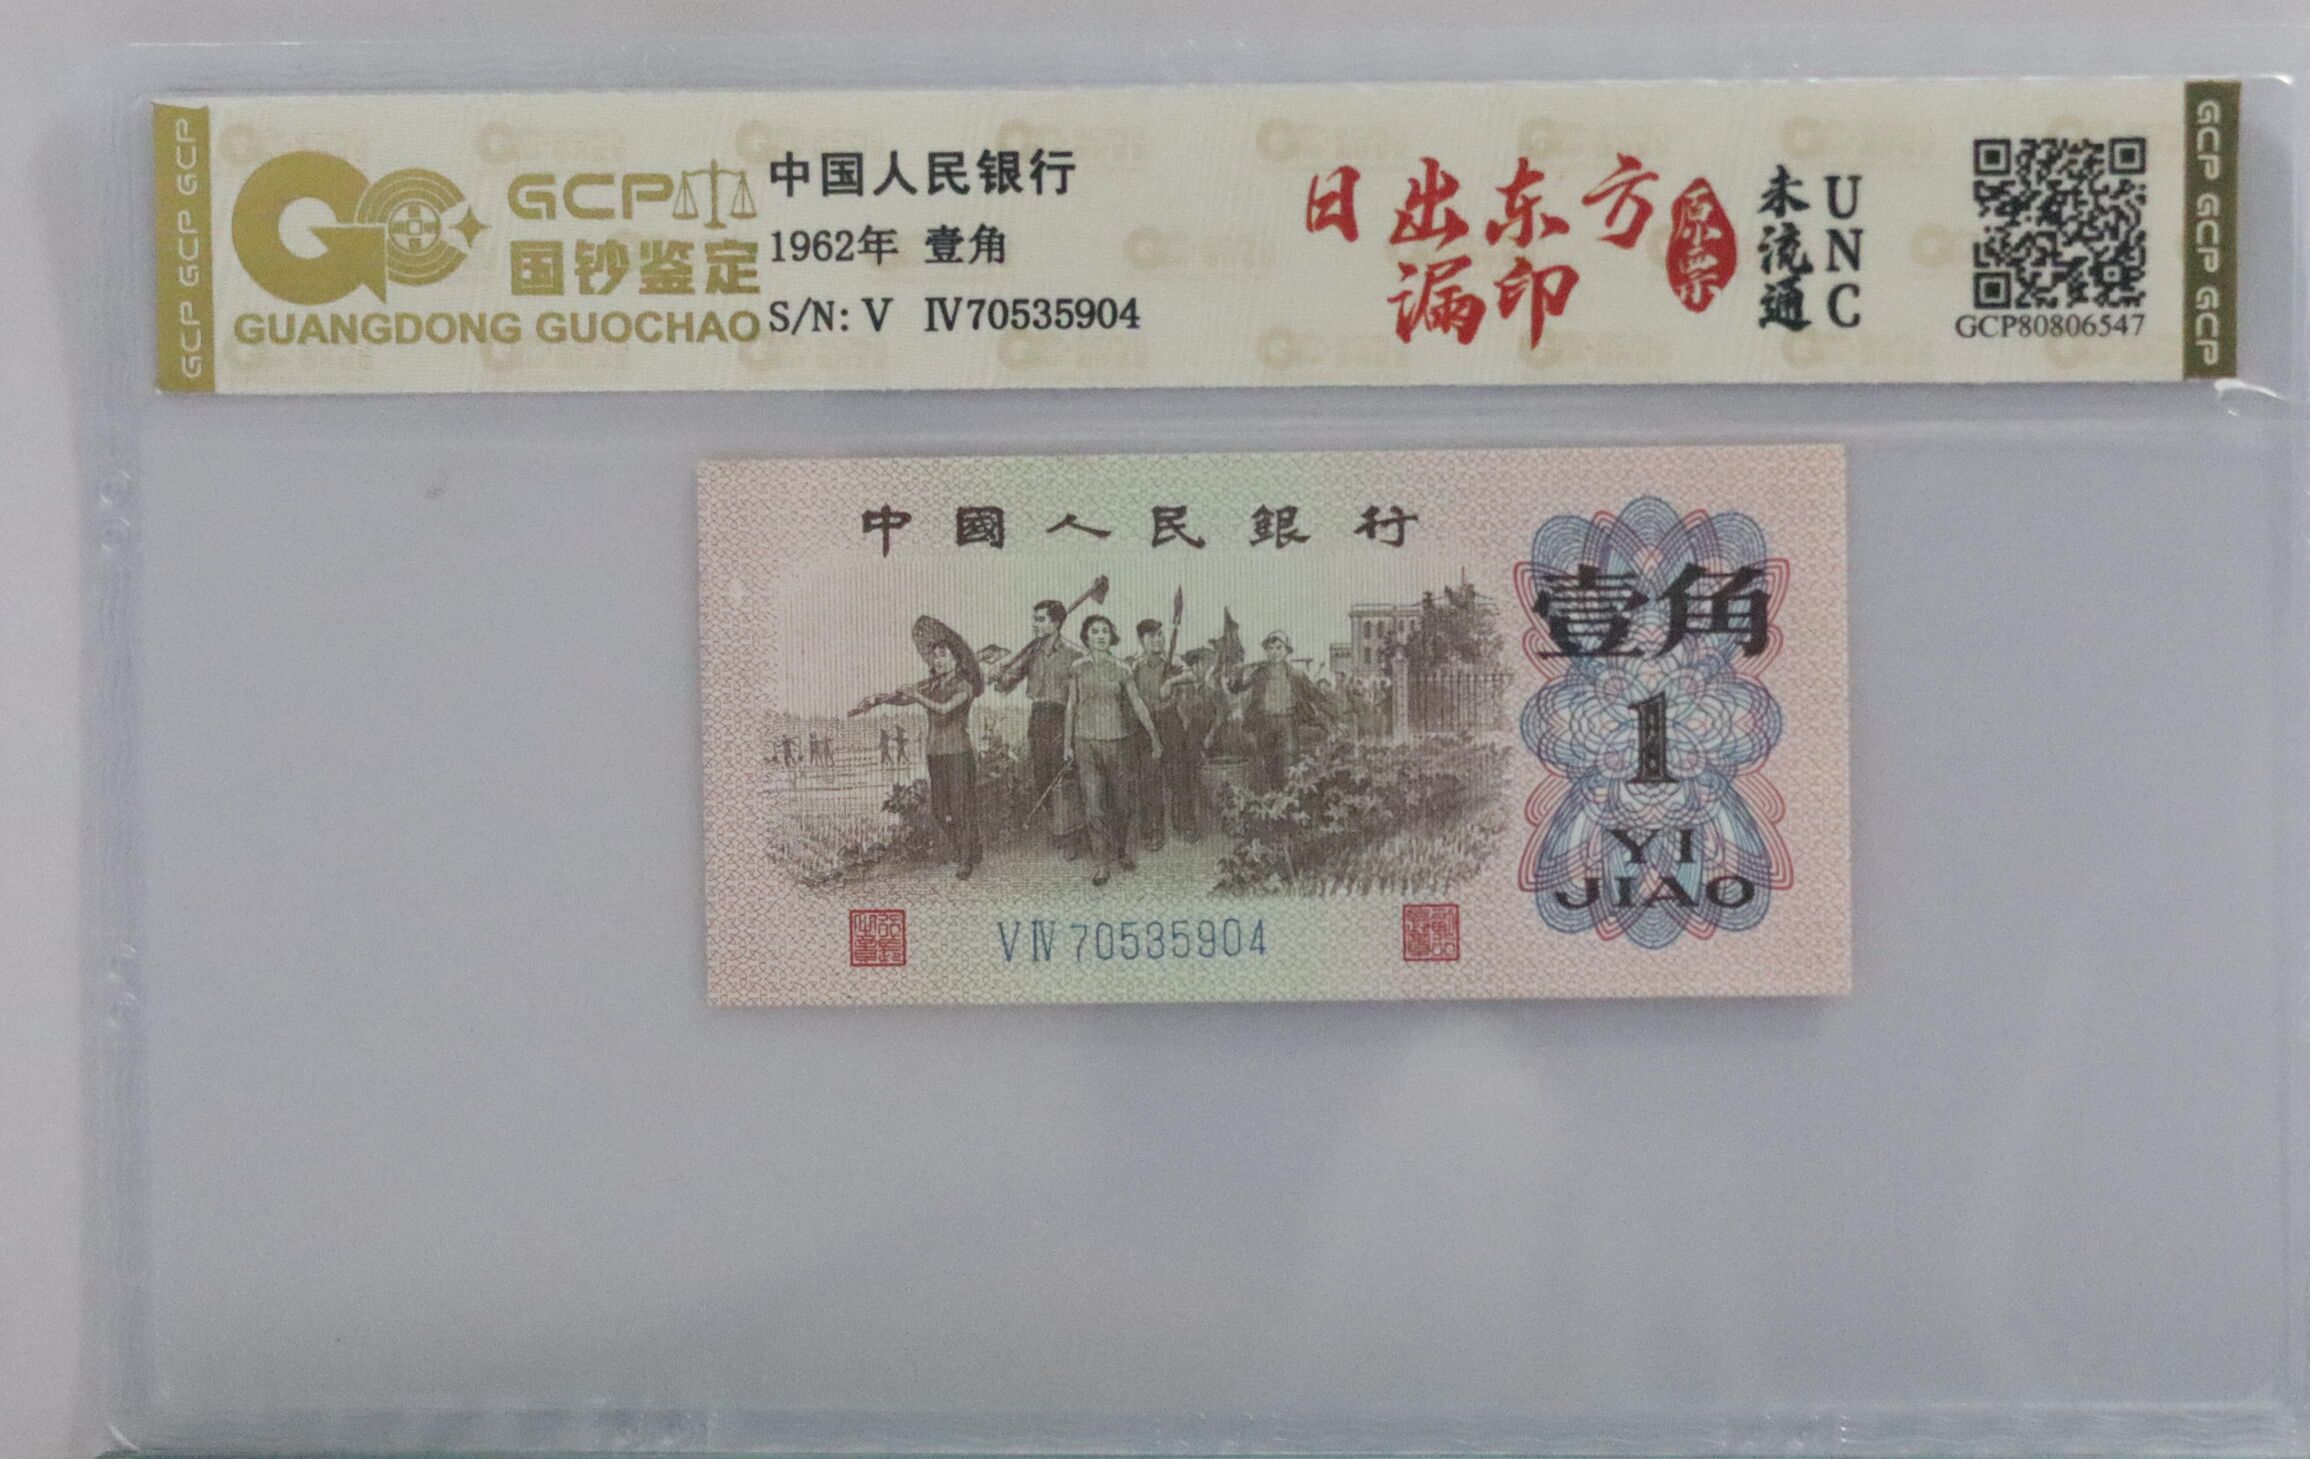 GCP GCP GCP
GCP
国钞鉴定
GUANGDONG GUOCHAO
中国人民银行
1962年 壹角
S/N: V Ⅳ70535904
日出东方
漏印
原票
未流通
UNC
GCP80806547
GCP GCP GCP
中國人民銀行
壹角
1
YI
JIAO
V Ⅳ 70535904